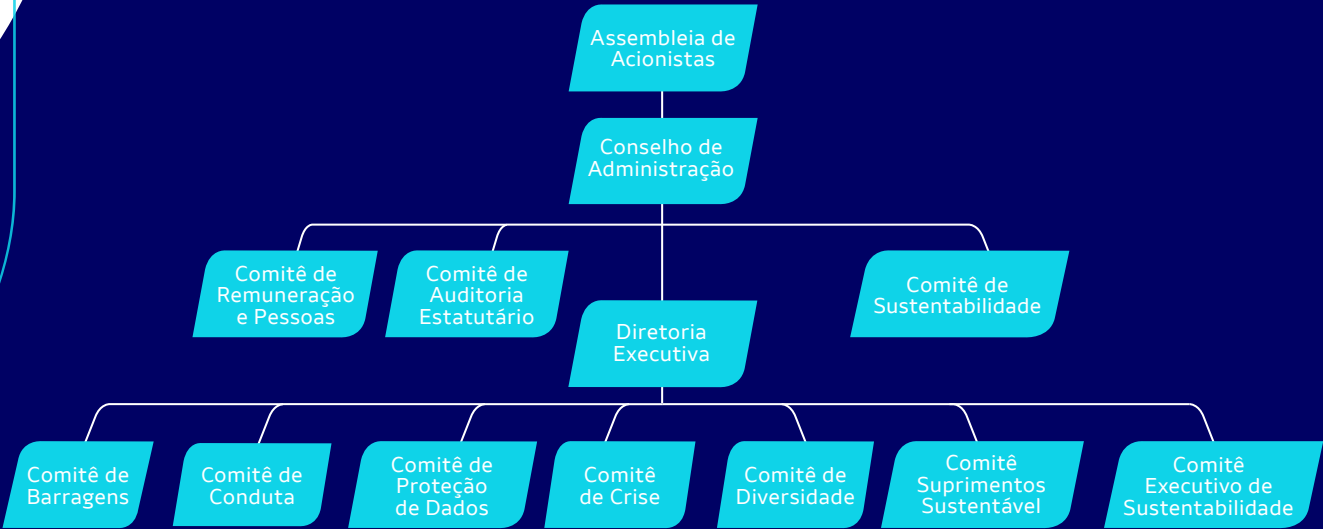 Assembleia de
Acionistas
Conselho de
Administração
Comitê de
Remuneração
e Pessoas
Comitê de
Auditoria
Estatutário
Comitê de
Sustentabilidade
Diretoria
Executiva
Comitê de
Barragens
Comitê de
Conduta
Comitê de
Proteção
de Dados
Comitê
de Crise
Comitê de
Diversidade
Comitê
Suprimentos
Sustentável
Comitê
Executivo de
Sustentabilidade